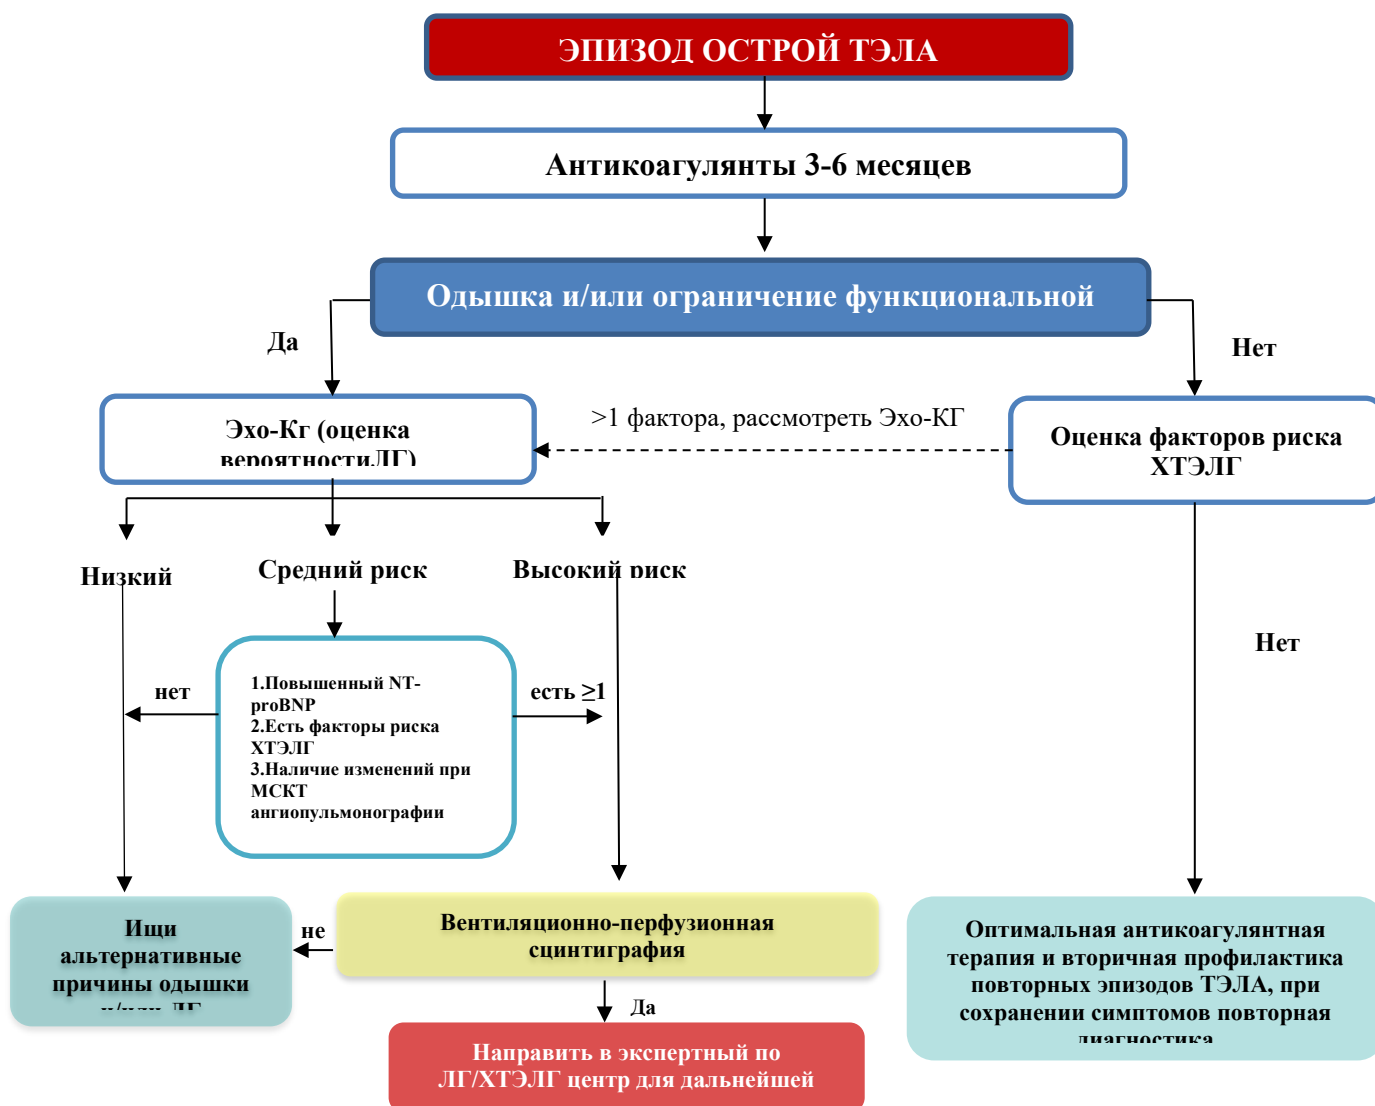 ЭПИЗОД ОСТРОЙ ТЭЛА
Антикоагулянты 3-6 месяцев
Одышка и/или ограничение функциональной
Да
Нет
Эхо-Кг (оценка
вероятностиЛГ)
>1 фактора, рассмотреть Эхо-КГ
Оценка факторов риска
ХТЭЛГ
Низкий
Средний риск
Высокий риск
Нет
нет
1.Повышенный NT-
proBNP
2.Есть факторы риска
ХТЭЛГ
3.Наличие изменений при
МСКТ
ангиопульмонографии
есть ≥1
Ищи
альтернативные
причины одышки
и/или ЛГ
не
Вентиляционно-перфузионная
сцинтиграфия
Да
Направить в экспертный по
ЛГ/ХТЭЛГ центр для дальнейшей
Оптимальная антикоагулянтная
терапия и вторичная профилактика
повторных эпизодов ТЭЛА, при
сохранении симптомов повторная
диагностика